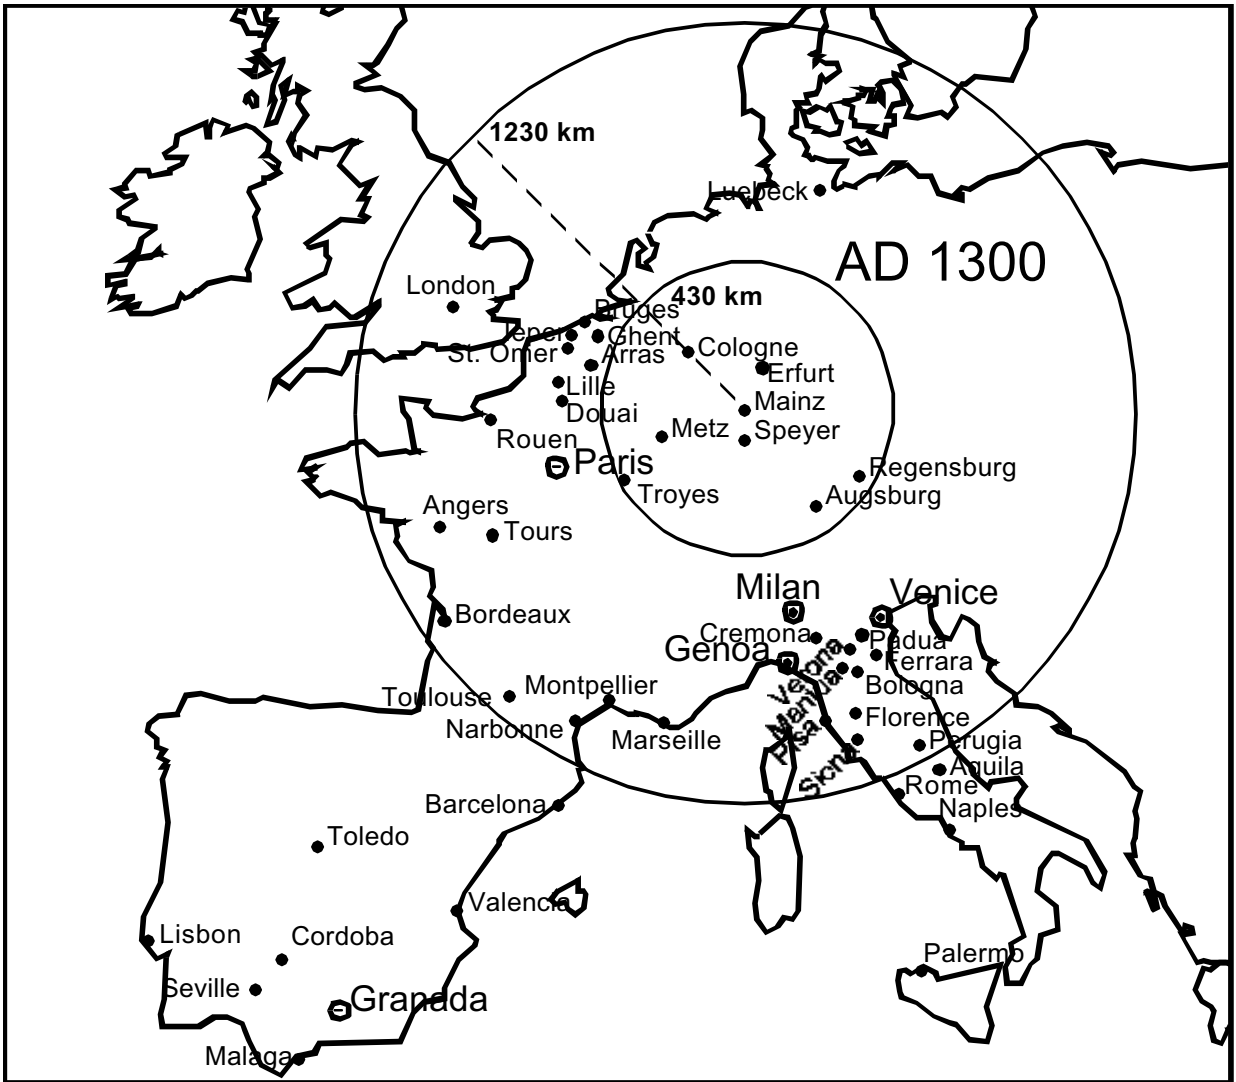 1230 km
Luebeck
AD 1300
London
430 km
Bruges
Ieper
Ghent
St. Omer
Arras
Cologne
Erfurt
Lille
Mainz
Douai
Metz
Speyer
Rouen
Paris
Regensburg
Troyes
Augsburg
Angers
Tours
Milan
Venice
Bordeaux
Cremona
Padua
Genoa
Verona
Ferrara
Mantua
Bologna
Toulouse
Montpellier
Narbonne
Marseille
Pisa
Florence
Siena
Perugia
Aquila
Rome
Barcelona
Naples
Toledo
Valencia
Lisbon
Cordoba
Palermo
Seville
Granada
Malaga